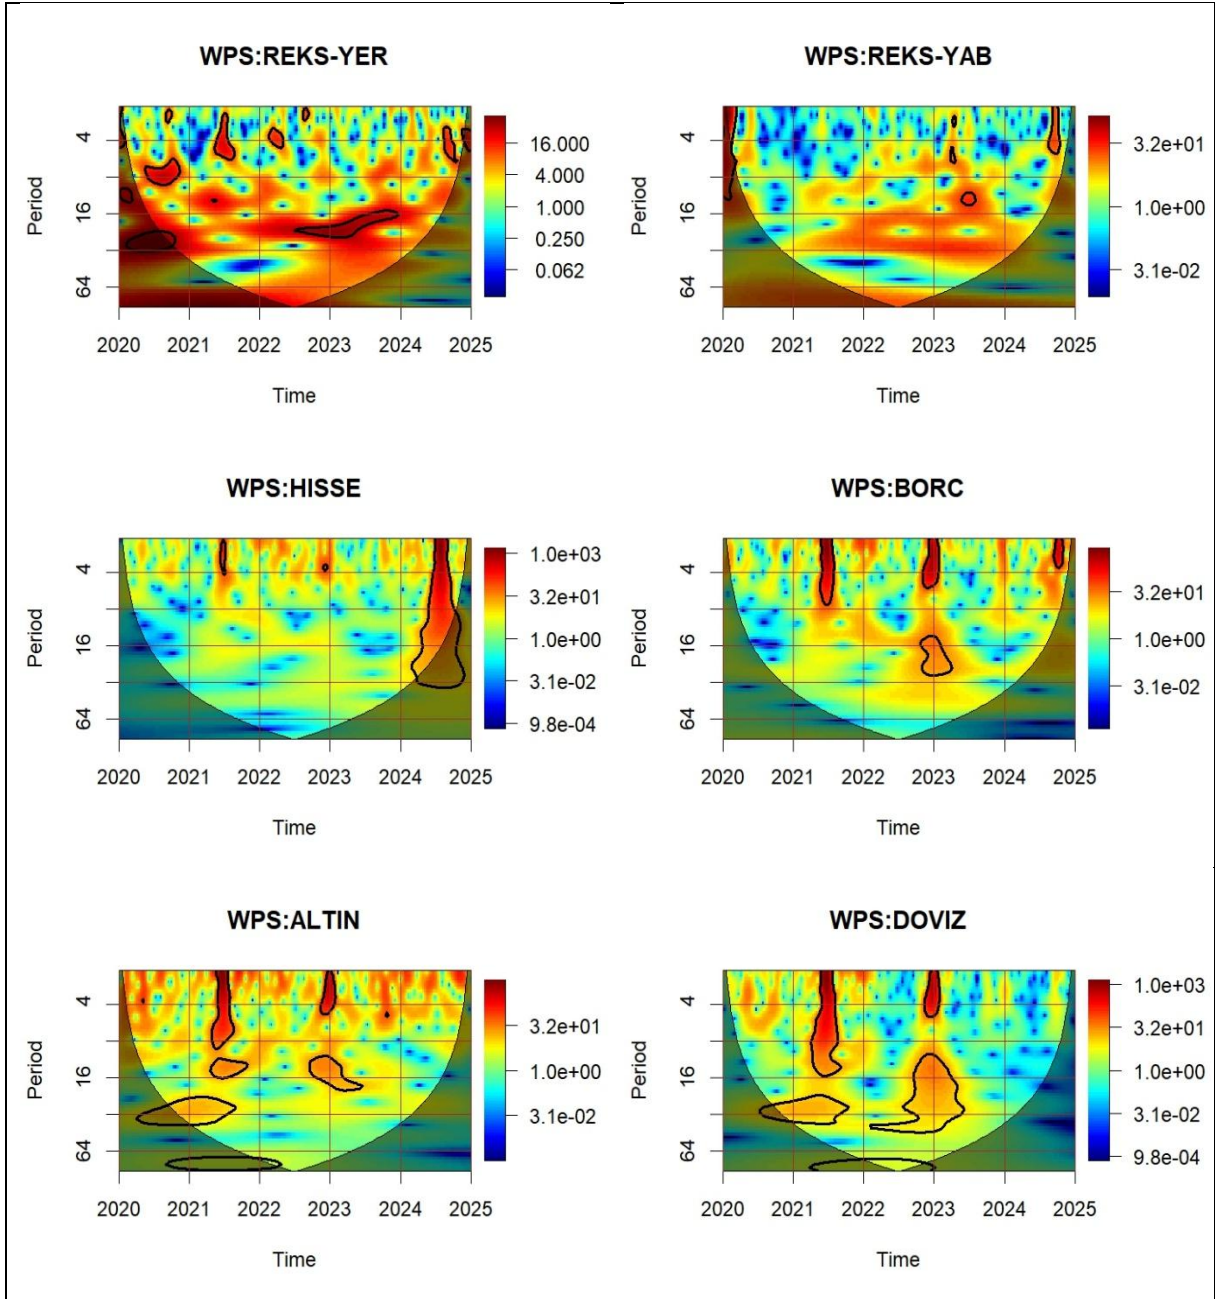 WPS:REKS-YER
4
16
64
Period
2020 2021 2022 2023 2024 2025
Time
16.000
4.000
1.000
0.250
0.062
WPS:REKS-YAB
4
16
64
Period
2020 2021 2022 2023 2024 2025
Time
3.2e+01
1.0e+00
3.1e-02
WPS:HISSE
4
16
64
Period
2020 2021 2022 2023 2024 2025
Time
1.0e+03
3.2e+01
1.0e+00
3.1e-02
9.8e-04
WPS:BORC
4
16
64
Period
2020 2021 2022 2023 2024 2025
Time
3.2e+01
1.0e+00
3.1e-02
WPS:ALTIN
4
16
64
Period
2020 2021 2022 2023 2024 2025
Time
3.2e+01
1.0e+00
3.1e-02
WPS:DOVIZ
4
16
64
Period
2020 2021 2022 2023 2024 2025
Time
1.0e+03
3.2e+01
1.0e+00
3.1e-02
9.8e-04